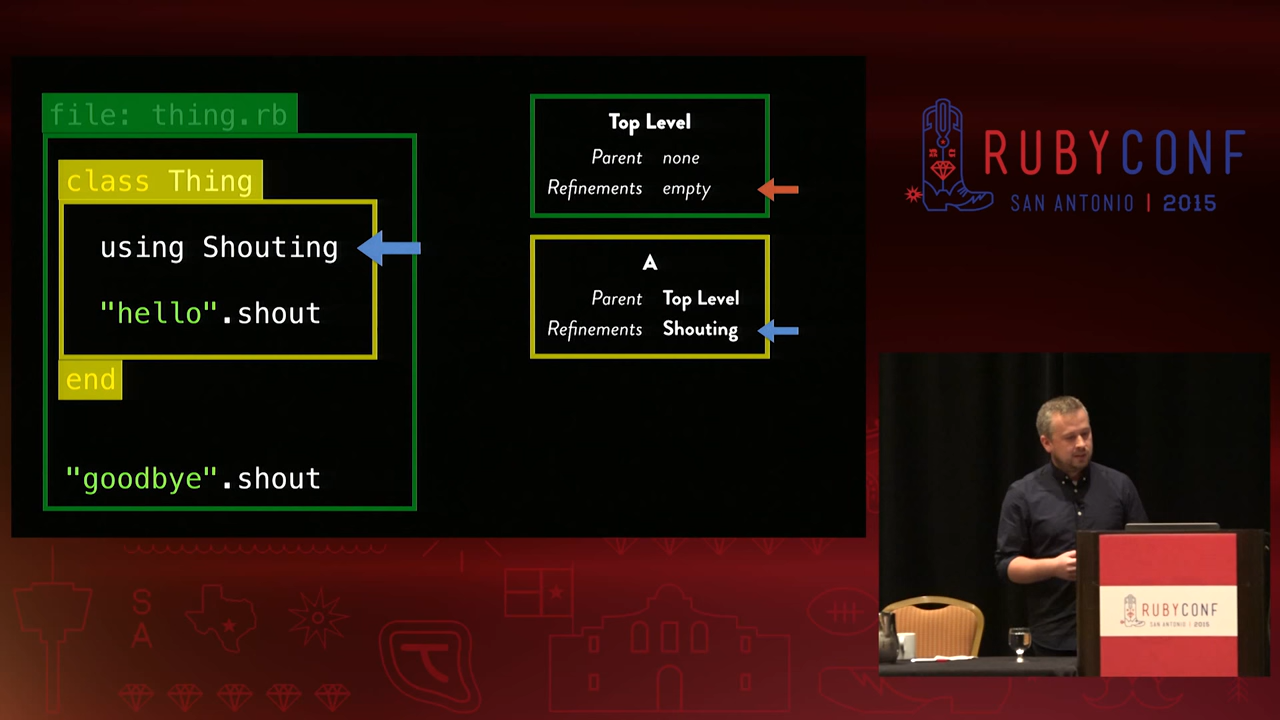 file: thing.rb
class Thing
using Shouting
"hello".shout
end
"goodbye".shout
Top Level
Parent none
Refinements empty
A
Parent Top Level
Refinements Shouting
RUBYCONF
SAN ANTONIO | 2015
S
A
RUBYCONF
SAN ANTONIO | 2015